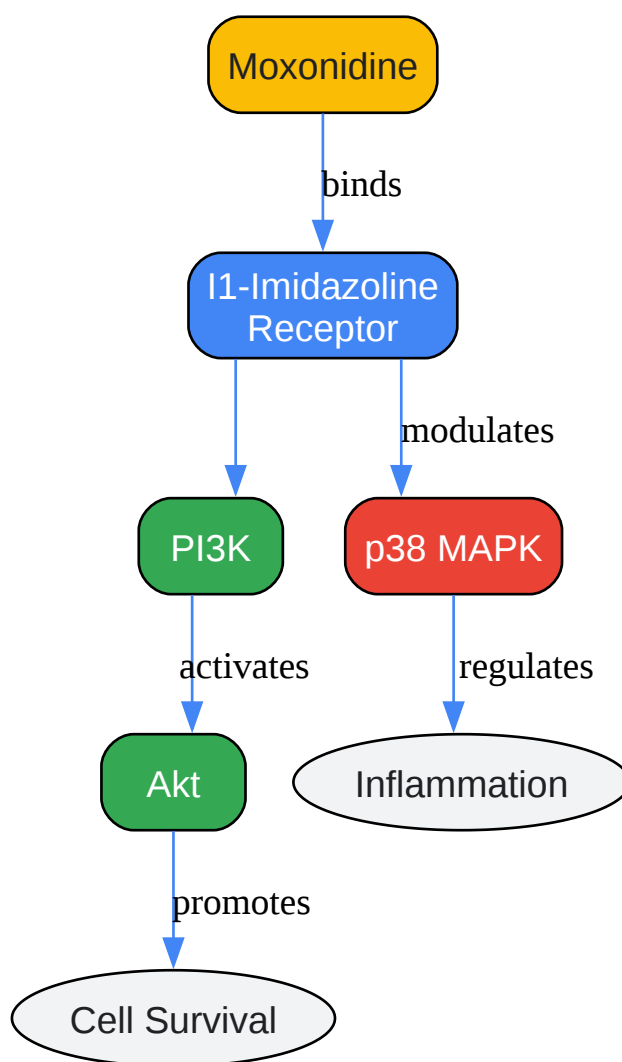 Moxonidine
binds
I1-Imidazoline
Receptor
modulates
PI3K
p38 MAPK
activates
regulates
Akt
Inflammation
promotes
Cell Survival